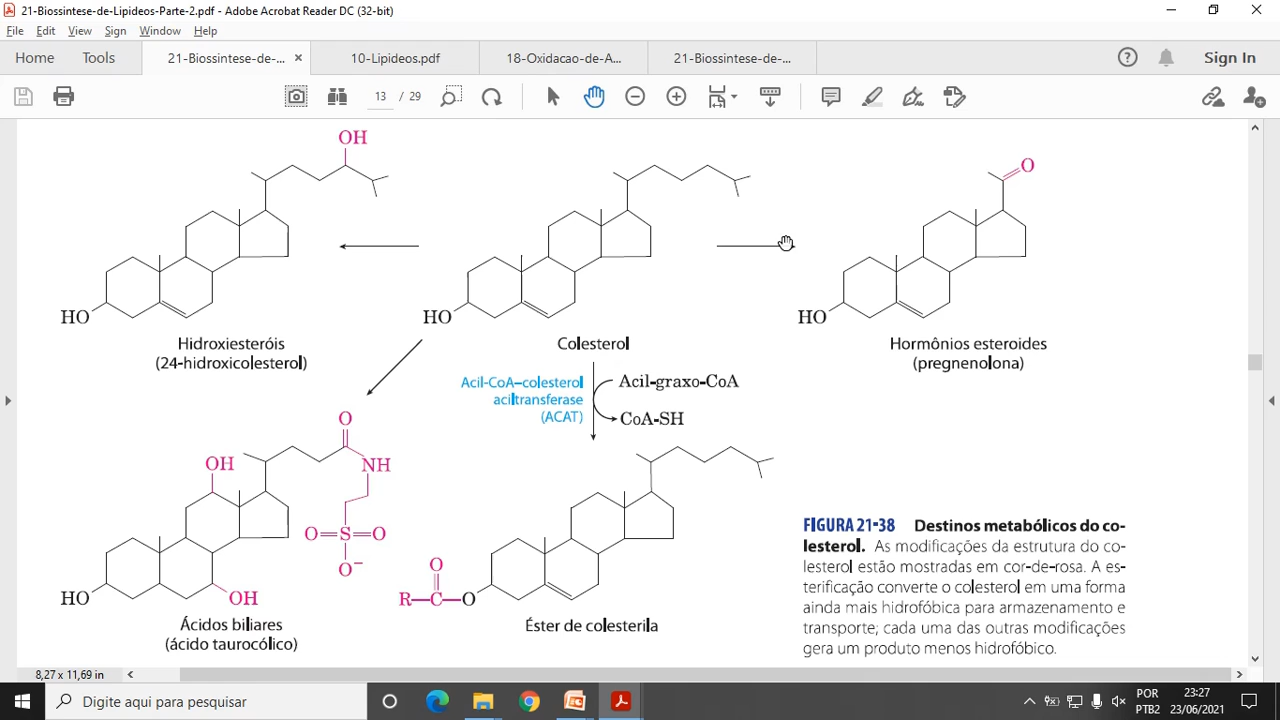 21-Biossintese-de-Lipideos-Parte-2.pdf - Adobe Acrobat Reader DC (32-bit)
File Edit View Sign Window Help
Home Tools 21-Biossintese-de-... × 10-Lipideos.pdf 18-Oxidacao-de-A... 21-Biossintese-de-... Sign In
13 / 29
OH
O
HO
HO
HO
Hidroxiesteróis
(24-hidroxicolesterol)
Colesterol
Hormônios esteroides
(pregnenolona)
Acil-CoA–colesterol
aciltransferase
(ACAT)
Acil-graxo-CoA
CoA-SH
O
OH
NH
O=S=O
O−
HO
OH
Ácidos biliares
(ácido taurocólico)
O
R—C—O
Éster de colesterila
FIGURA 21-38 Destinos metabólicos do co-
lesterol. As modificações da estrutura do co-
lesterol estão mostradas em cor-de-rosa. A es-
terificação converte o colesterol em uma forma
ainda mais hidrofóbica para armazenamento e
transporte; cada uma das outras modificações
gera um produto menos hidrofóbico.
8,27 x 11,69 in
Digite aqui para pesquisar
POR
PTB2
23:27
23/06/2021